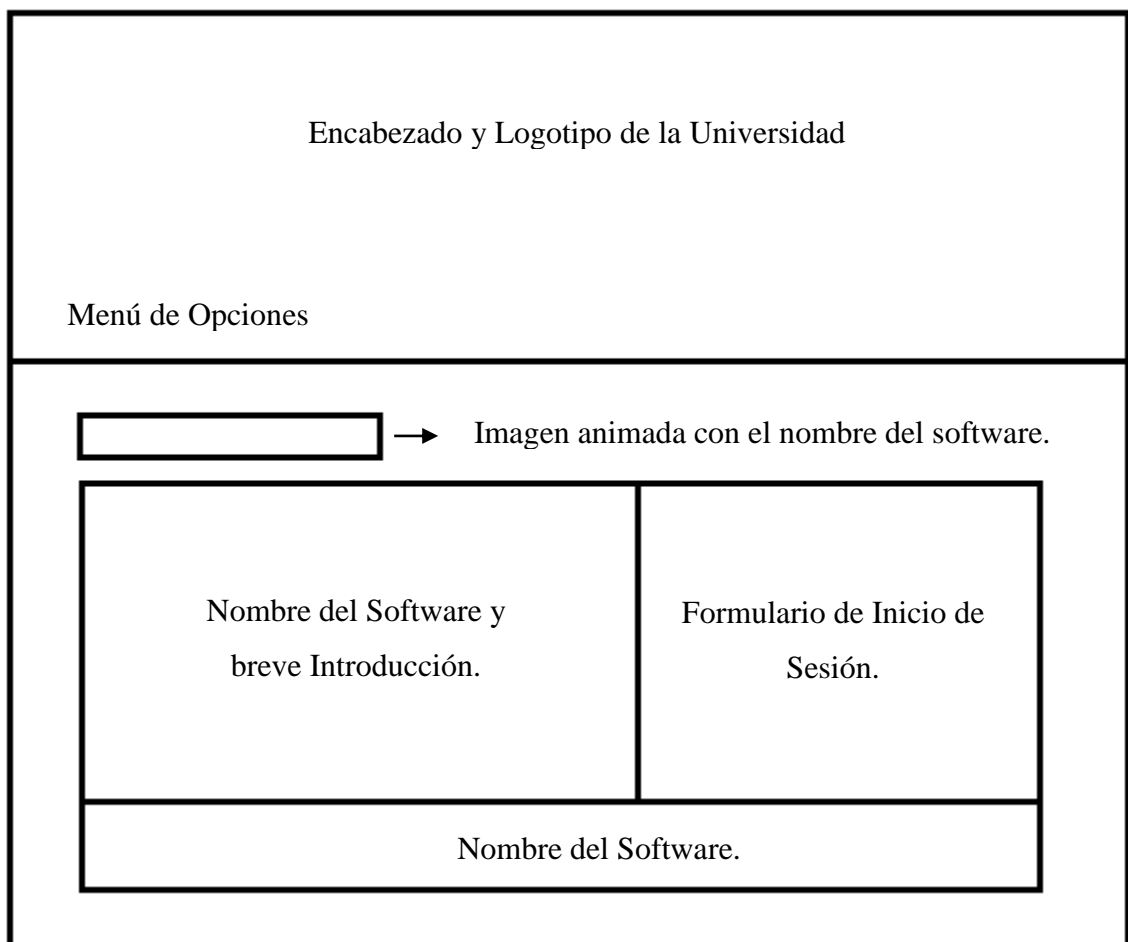 Encabezado y Logotipo de la Universidad
Menú de Opciones
Imagen animada con el nombre del software.
Nombre del Software y
breve Introducción.
Formulario de Inicio de
Sesión.
Nombre del Software.